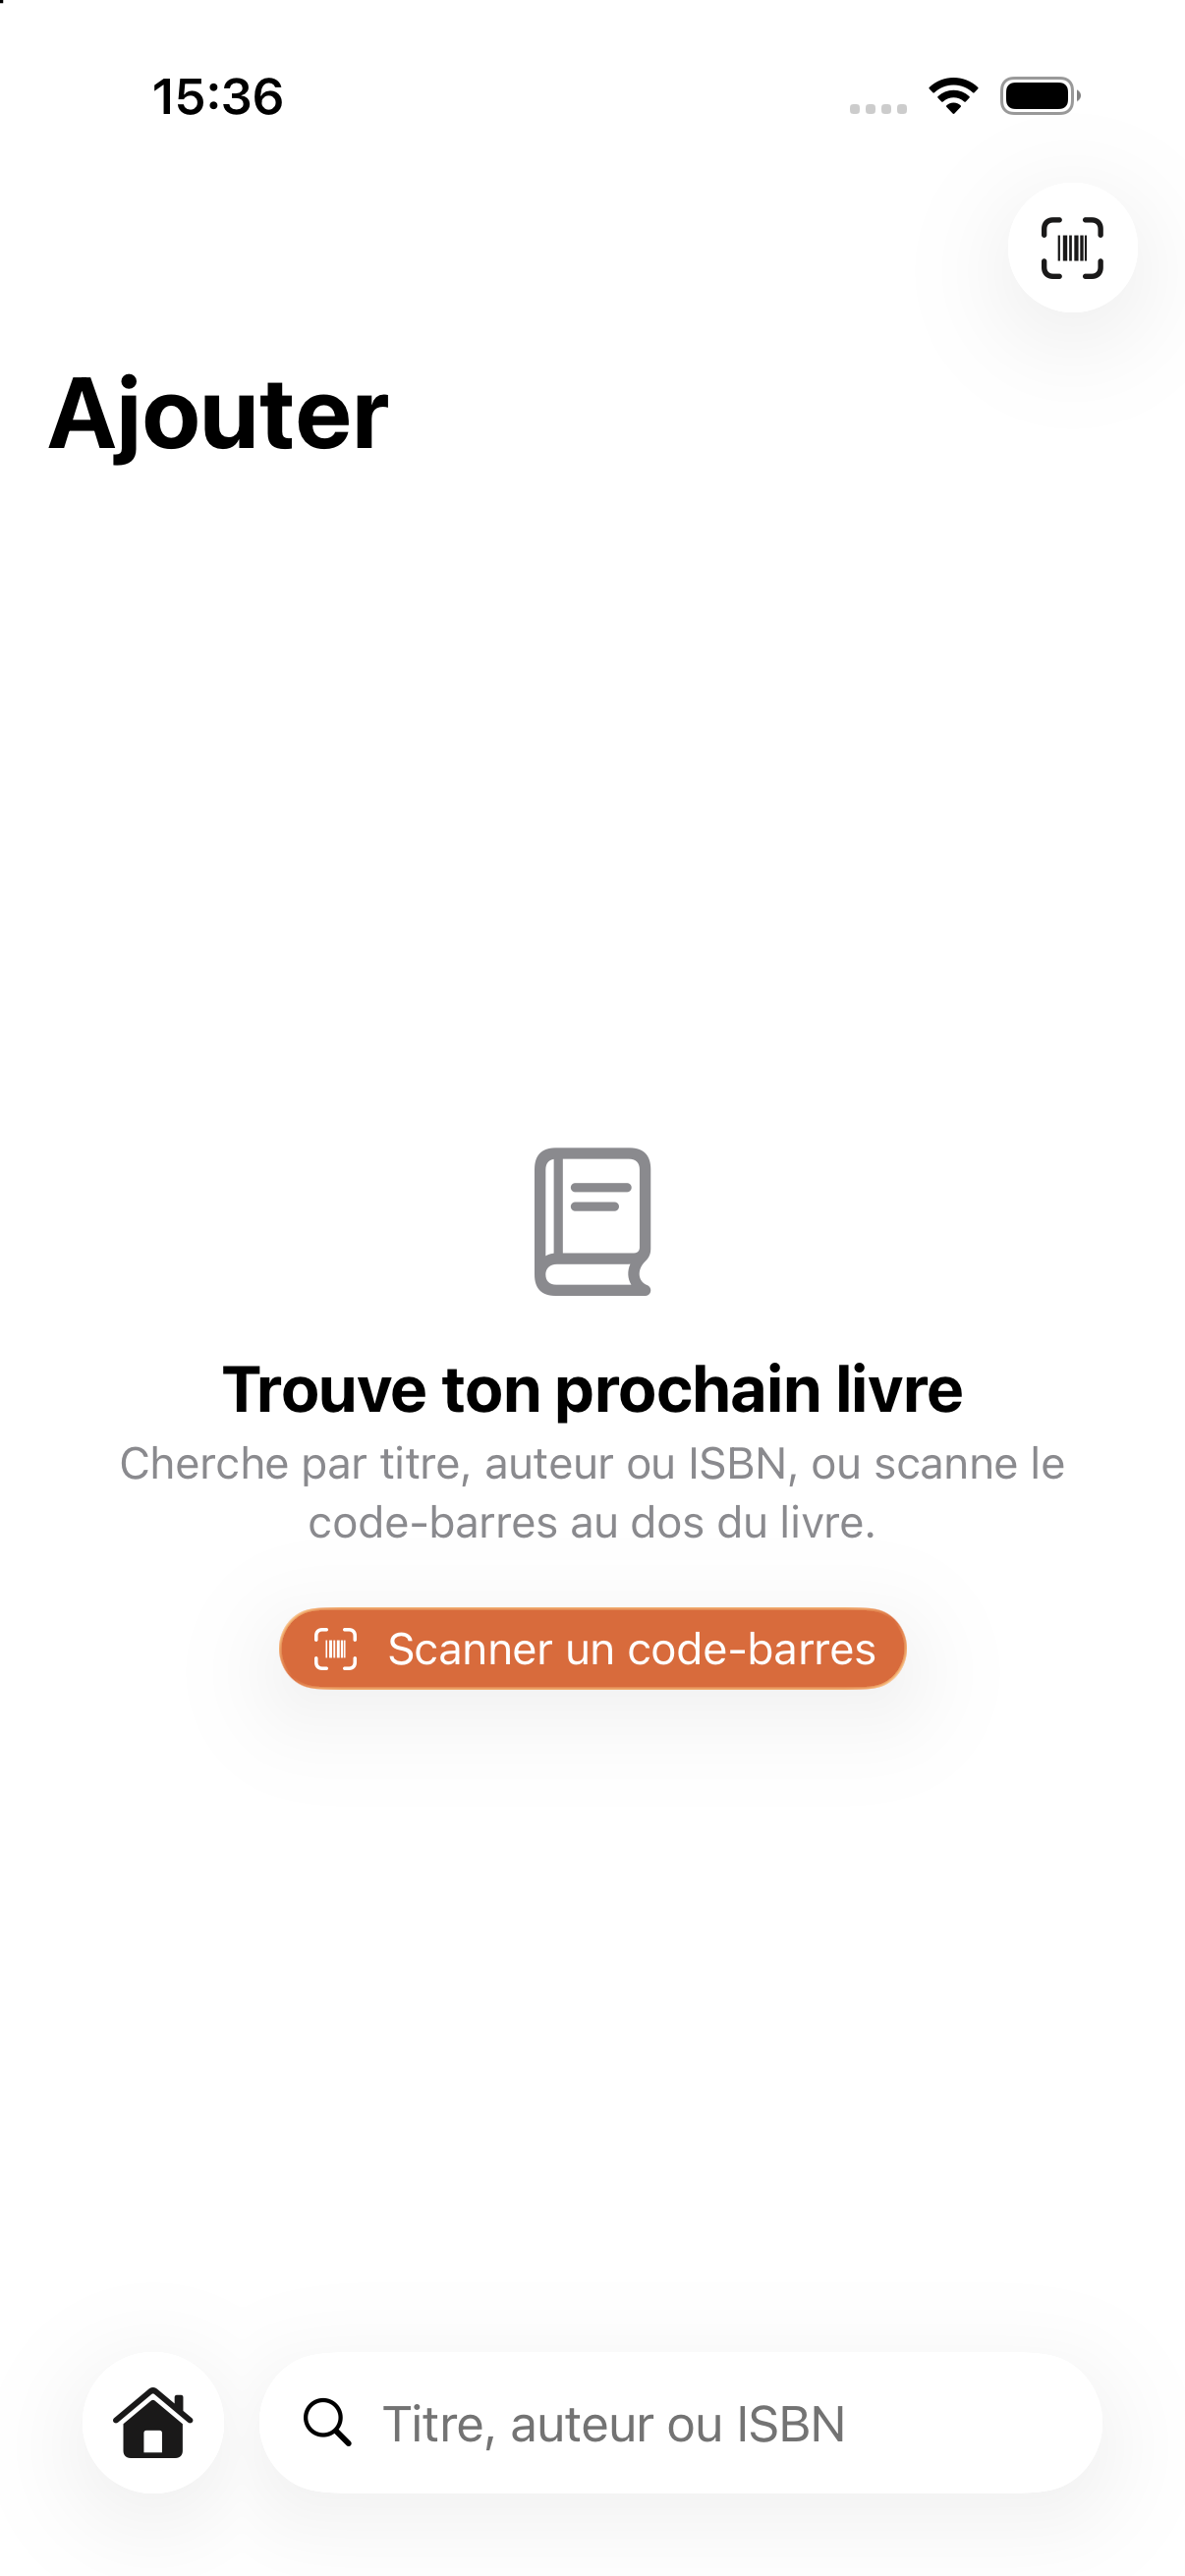 15:36
Ajouter
Trouve ton prochain livre
Cherche par titre, auteur ou ISBN, ou scanne le
code-barres au dos du livre.
Scanner un code-barres
Titre, auteur ou ISBN